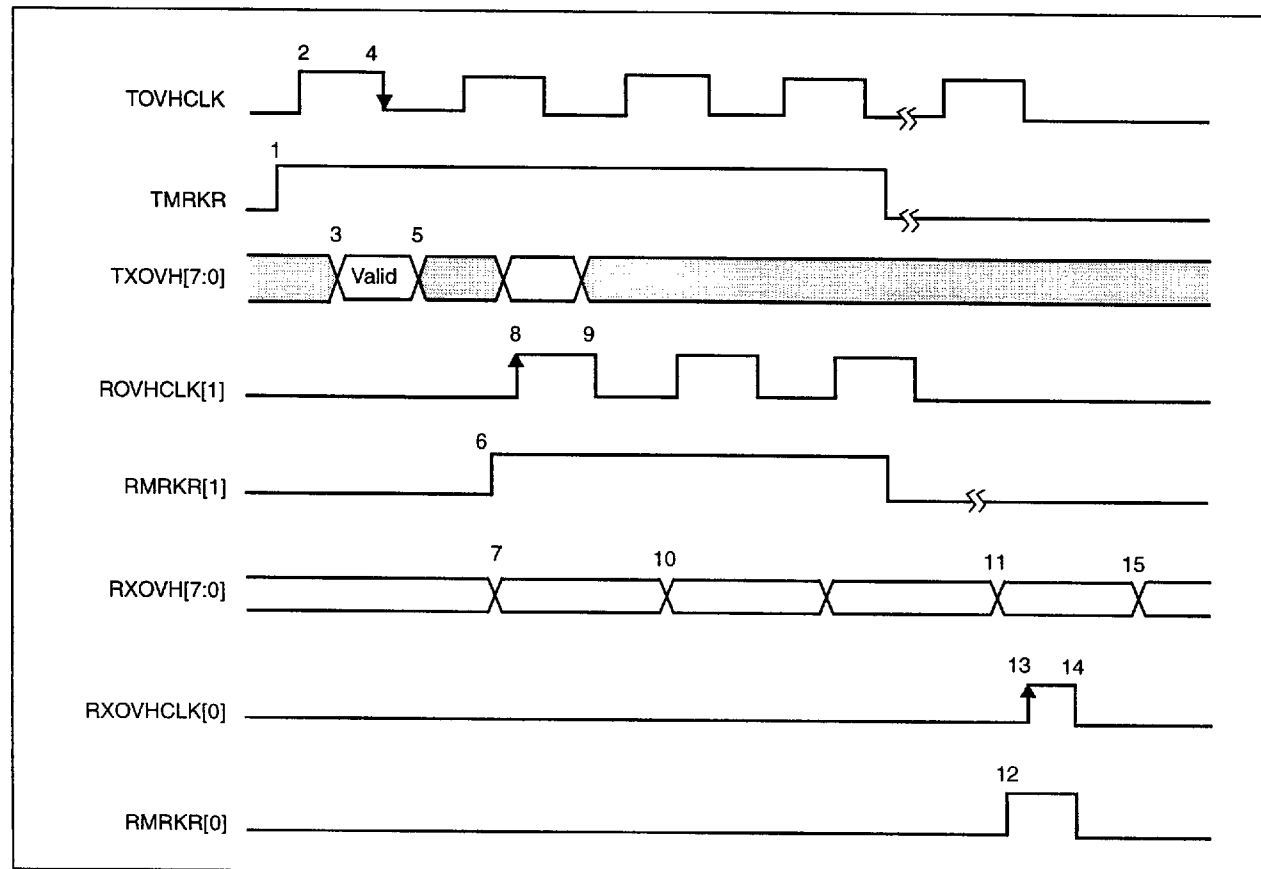 2 4
TOVHCLK
1
TMRKR
3 5
TXOVH[7:0] Valid
8 9
ROVHCLK[1]
6
RMRKR[1]
7 10 11 15
RXOVH[7:0]
13 14
RXOVHCLK[0]
12
RMRKR[0]